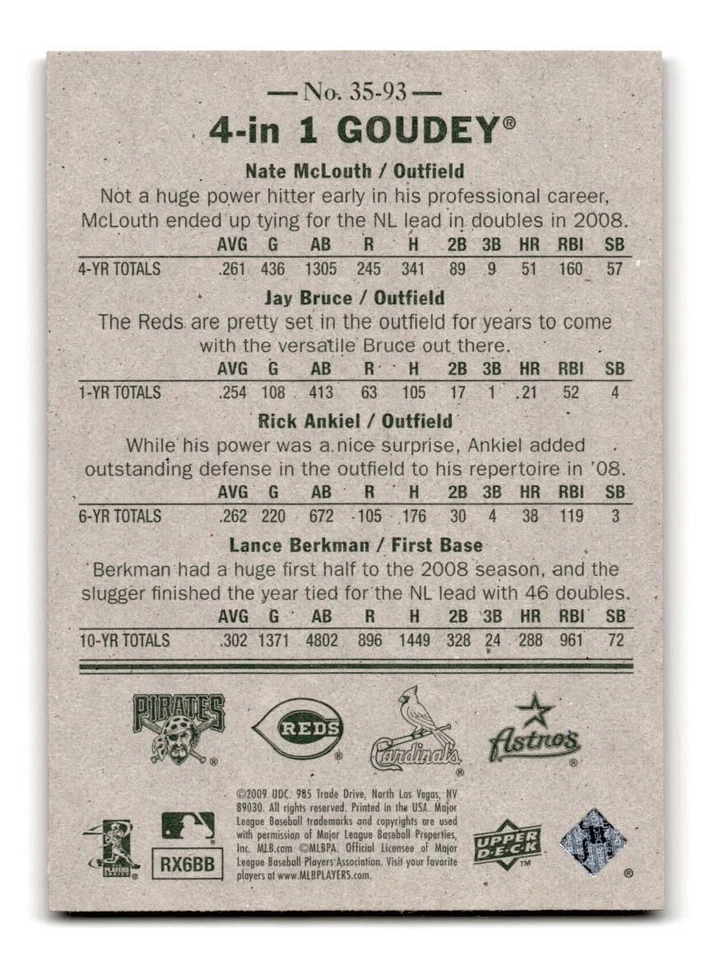 No. 35-93
4-in 1 GOUDEY®
Nate McLouth / Outfield
Not a huge power hitter early in his professional career,
McLouth ended up tying for the NL lead in doubles in 2008.
AVG G AB R H 2B 3B HR RBI SB
4-YR TOTALS .261 436 1305 245 341 89 9 51 160 57
Jay Bruce / Outfield
The Reds are pretty set in the outfield for years to come
with the versatile Bruce out there.
AVG G AB R H 2B 3B HR RBI SB
1-YR TOTALS .254 108 413 63 105 17 1 21 52 4
Rick Ankiel / Outfield
While his power was a nice surprise, Ankiel added
outstanding defense in the outfield to his repertoire in '08.
AVG G AB R H 2B 3B HR RBI SB
6-YR TOTALS .262 220 672 105 176 30 4 38 119 3
Lance Berkman / First Base
Berkman had a huge first half to the 2008 season, and the
slugger finished the year tied for the NL lead with 46 doubles.
AVG G AB R H 2B 3B HR RBI SB
10-YR TOTALS .302 1371 4802 896 1449 328 24 288 961 72
PIRATES ® REDS ® Cardinals ® Astros ®
©2009 UDC. 985 Trade Drive, North Las Vegas, NV
89030. All rights reserved. Printed in the USA. Major
League Baseball trademarks and copyrights are used
with permission of Major League Baseball Properties,
Inc. MLB.com ©MLBPA. Official Licensee of Major
League Baseball Players Association. Visit your favorite
players at www.MLBPLAYERS.com.
RX6BB
UPPER
DECK™
®